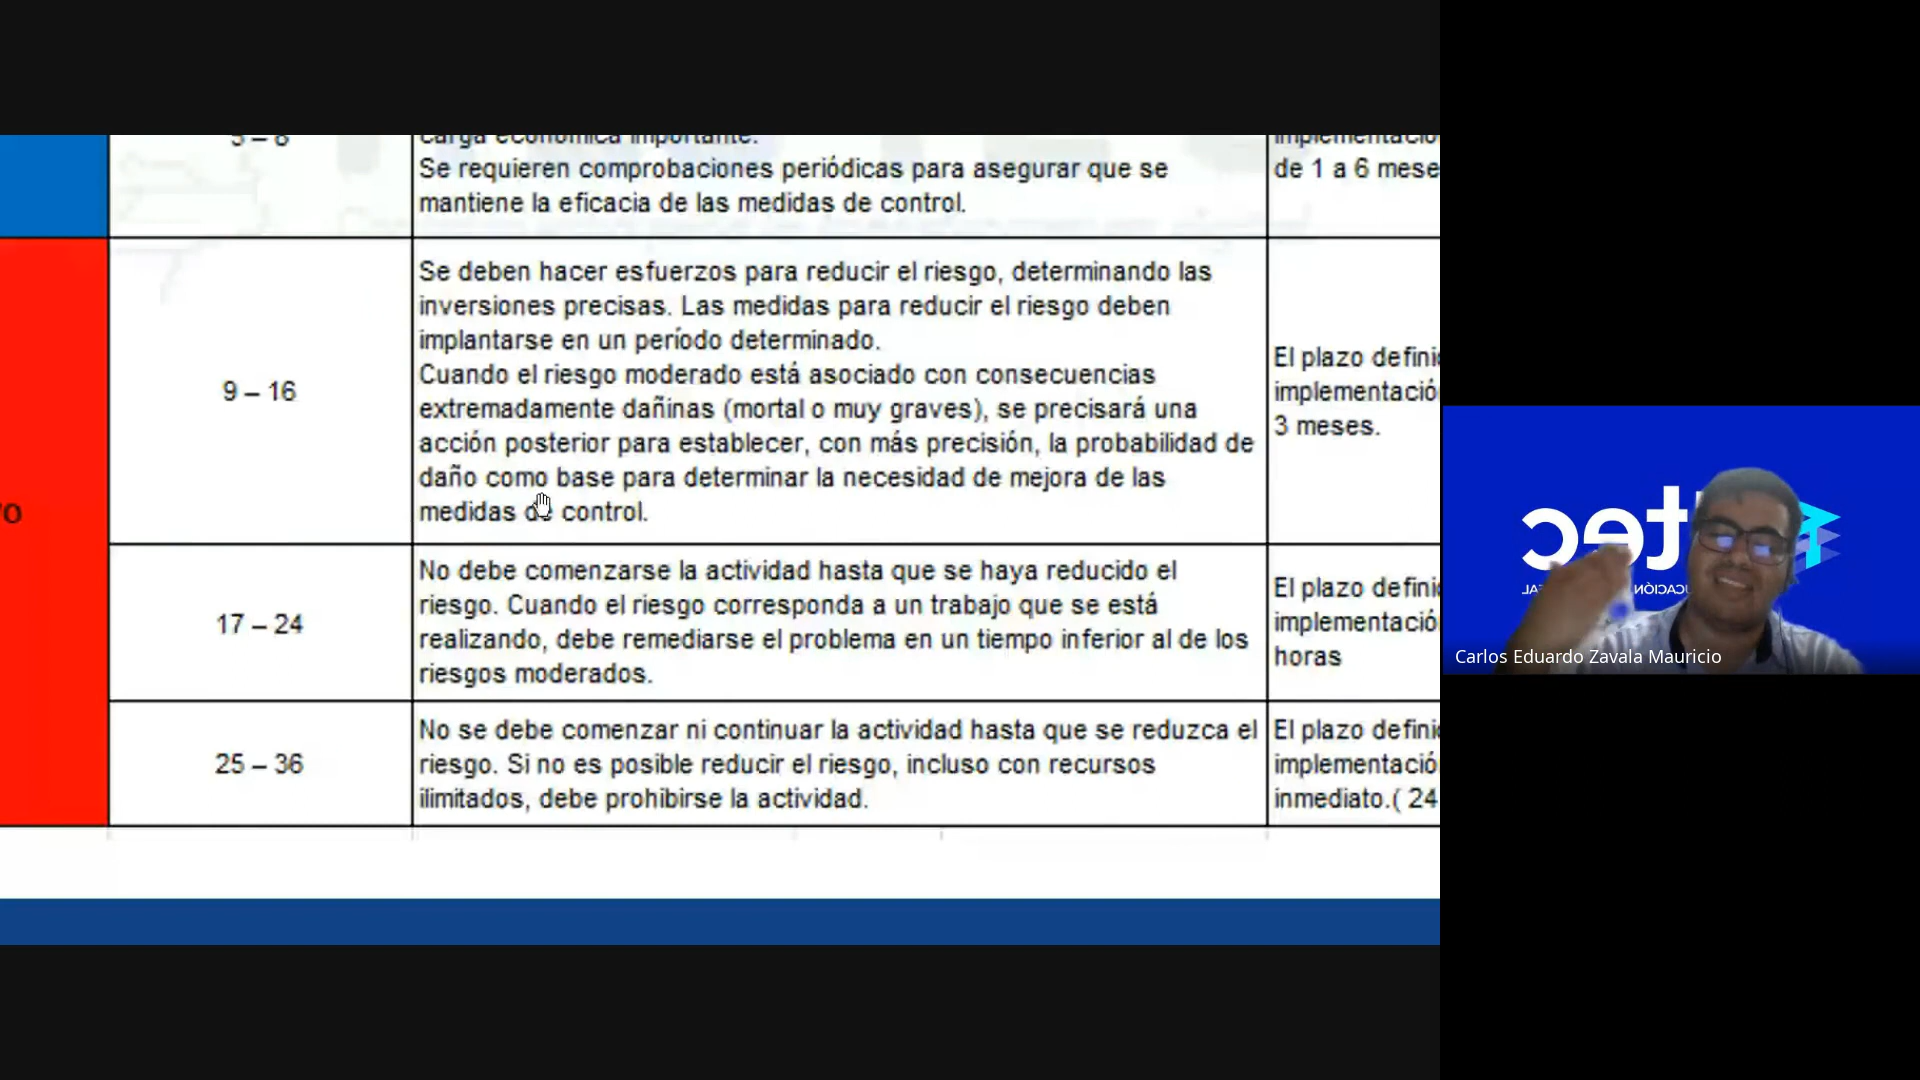 5 – 8
carga económica importante.
Se requieren comprobaciones periódicas para asegurar que se
mantiene la eficacia de las medidas de control.
implementació
de 1 a 6 mese
VO
9 – 16
Se deben hacer esfuerzos para reducir el riesgo, determinando las
inversiones precisas. Las medidas para reducir el riesgo deben
implantarse en un período determinado.
Cuando el riesgo moderado está asociado con consecuencias
extremadamente dañinas (mortal o muy graves), se precisará una
acción posterior para establecer, con más precisión, la probabilidad de
daño como base para determinar la necesidad de mejora de las
medidas de control.
El plazo defini
implementació
3 meses.
17 – 24
No debe comenzarse la actividad hasta que se haya reducido el
riesgo. Cuando el riesgo corresponda a un trabajo que se está
realizando, debe remediarse el problema en un tiempo inferior al de los
riesgos moderados.
El plazo defini
implementació
horas
25 – 36
No se debe comenzar ni continuar la actividad hasta que se reduzca el
riesgo. Si no es posible reducir el riesgo, incluso con recursos
ilimitados, debe prohibirse la actividad.
El plazo defini
implementació
inmediato.( 24
tec
Carlos Eduardo Zavala Mauricio